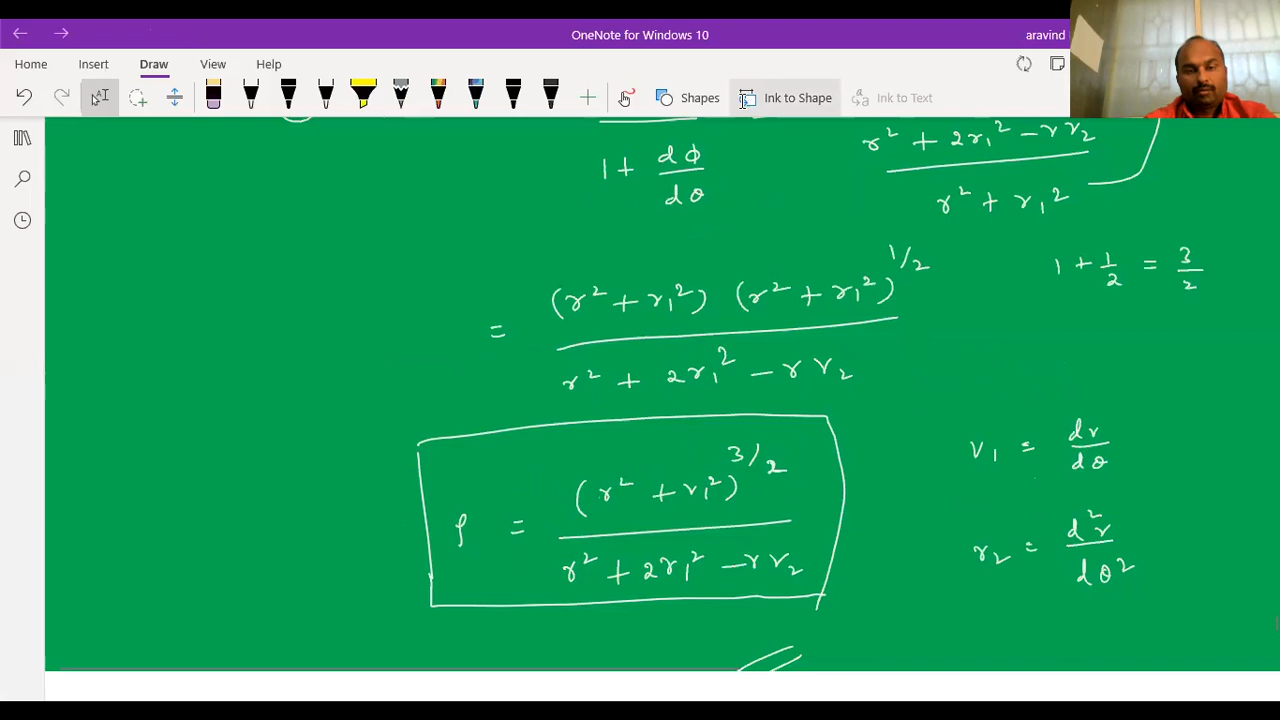 OneNote for Windows 10
aravind
Home Insert Draw View Help
Shapes Ink to Shape Ink to Text
1 + dφ/dθ
r² + 2r₁² − r r₂ / r² + r₁²
= (r² + r₁²) (r² + r₁²)^1/2 / r² + 2r₁² − r r₂
1 + 1/2 = 3/2
ρ = (r² + r₁²)^3/2 / r² + 2r₁² − r r₂
r₁ = dr/dθ
r₂ = d²r/dθ²